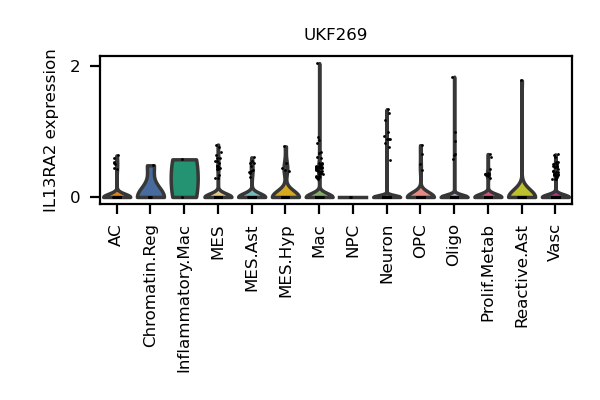 UKF269
IL13RA2 expression
2
0
AC
Chromatin.Reg
Inflammatory.Mac
MES
MES.Ast
MES.Hyp
Mac
NPC
Neuron
OPC
Oligo
Prolif.Metab
Reactive.Ast
Vasc